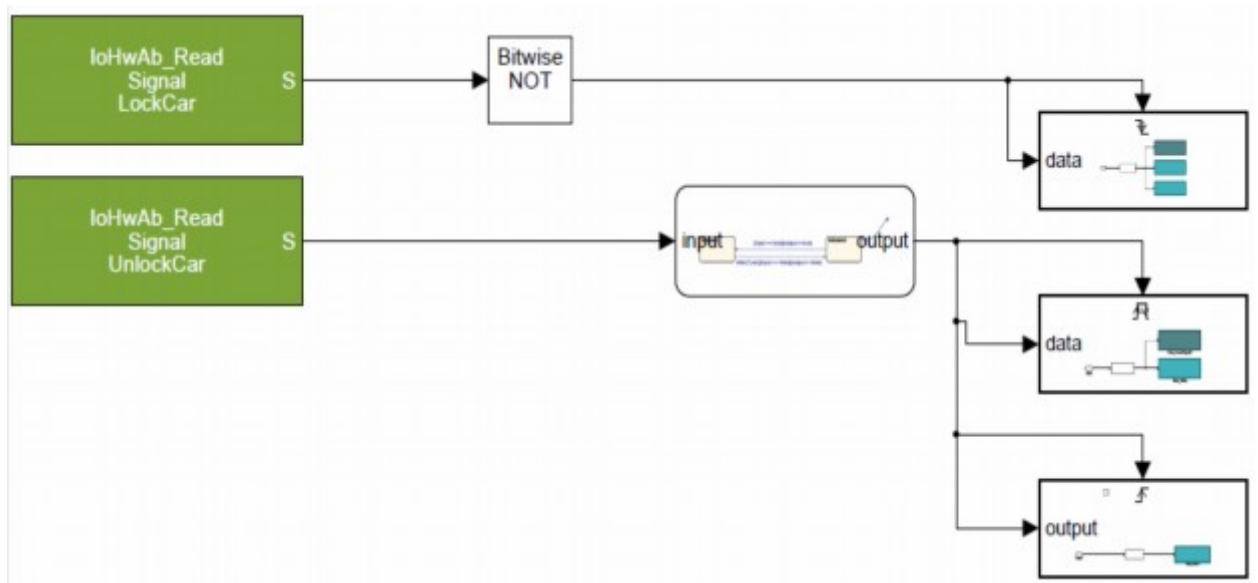 IoHwAb_Read
Signal
LockCar
S
Bitwise
NOT
data
IoHwAb_Read
Signal
UnlockCar
S
input
output
data
output